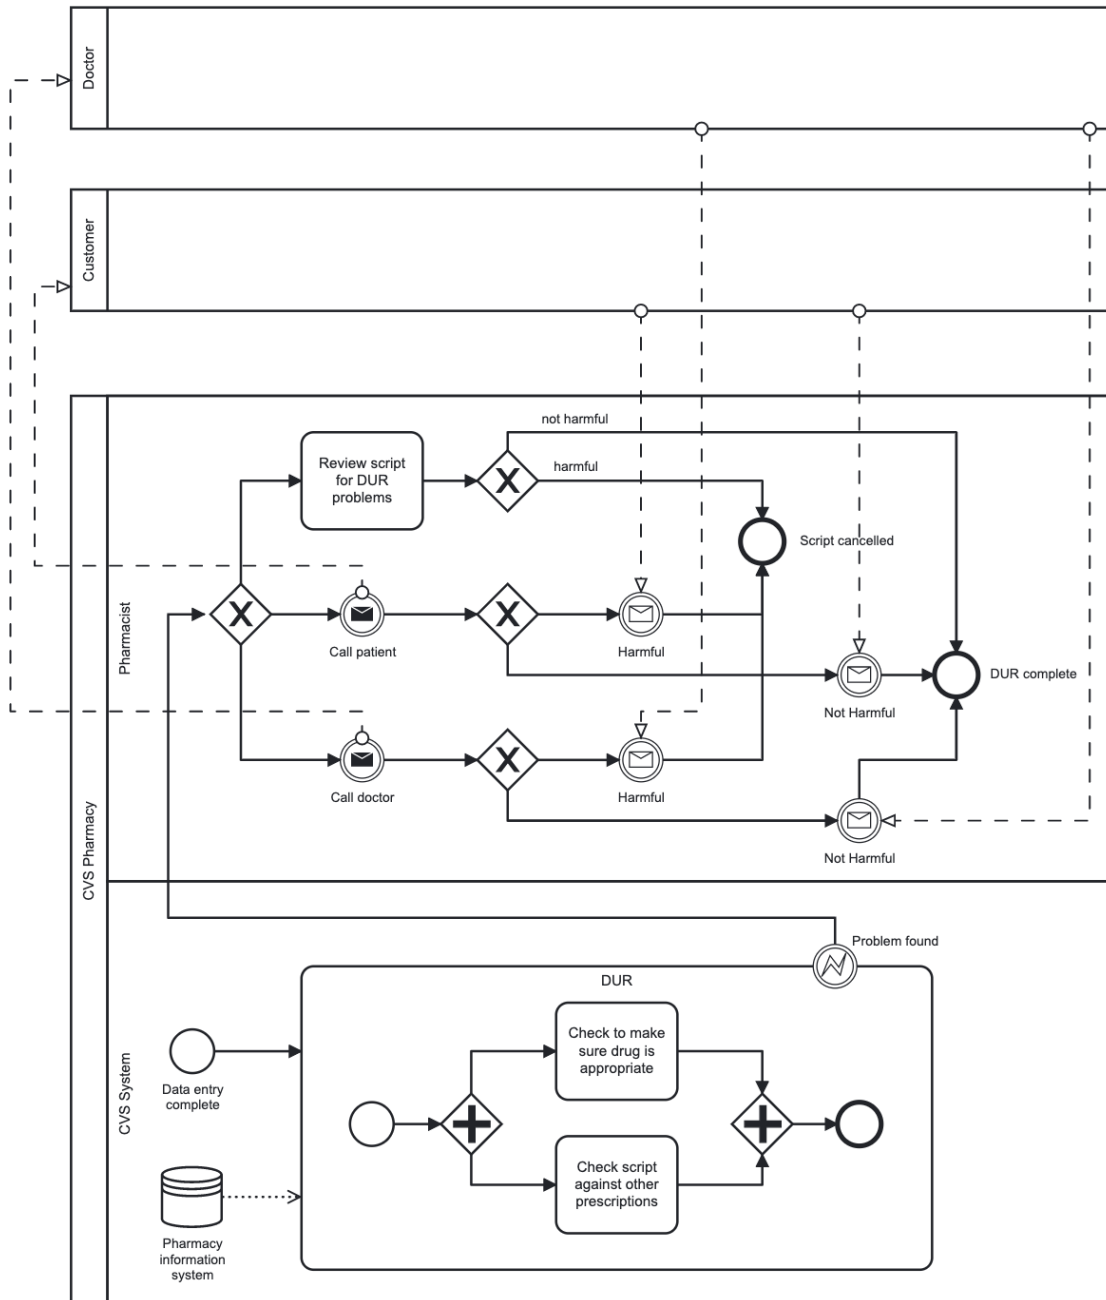 Doctor
Customer
CVS Pharmacy
Pharmacist
not harmful
harmful
Review script
for DUR
problems
Script cancelled
Call patient
Harmful
Not Harmful
DUR complete
Call doctor
Harmful
Not Harmful
CVS System
Problem found
DUR
Data entry
complete
Check to make
sure drug is
appropriate
Check script
against other
prescriptions
Pharmacy
information
system